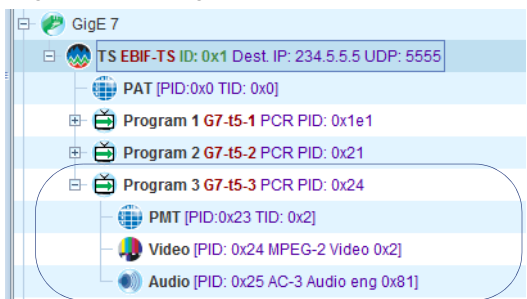 GigE 7
TS EBIF-TS ID: 0x1 Dest. IP: 234.5.5.5 UDP: 5555
PAT [PID:0x0 TID: 0x0]
Program 1 G7-t5-1 PCR PID: 0x1e1
Program 2 G7-t5-2 PCR PID: 0x21
Program 3 G7-t5-3 PCR PID: 0x24
PMT [PID:0x23 TID: 0x2]
Video [PID: 0x24 MPEG-2 Video 0x2]
Audio [PID: 0x25 AC-3 Audio eng 0x81]